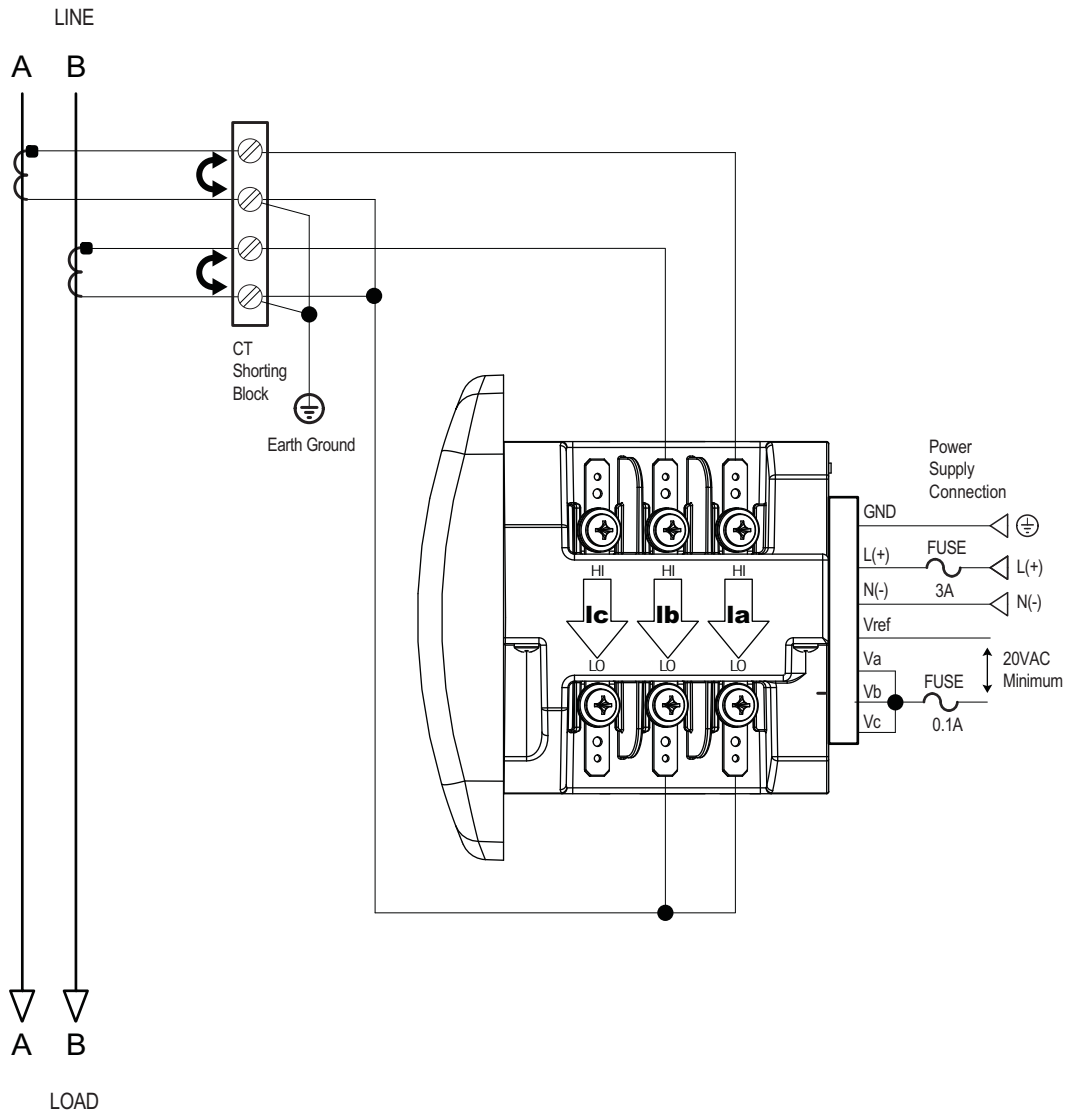 LINE
A B
CT
Shorting
Block
Earth Ground
Power
Supply
Connection
GND
L(+)
FUSE
L(+)
3A
N(-)
N(-)
Vref
Va
Vb
Vc
20VAC
Minimum
FUSE
0.1A
HI HI HI
Ic Ib Ia
LO LO LO
A B
LOAD